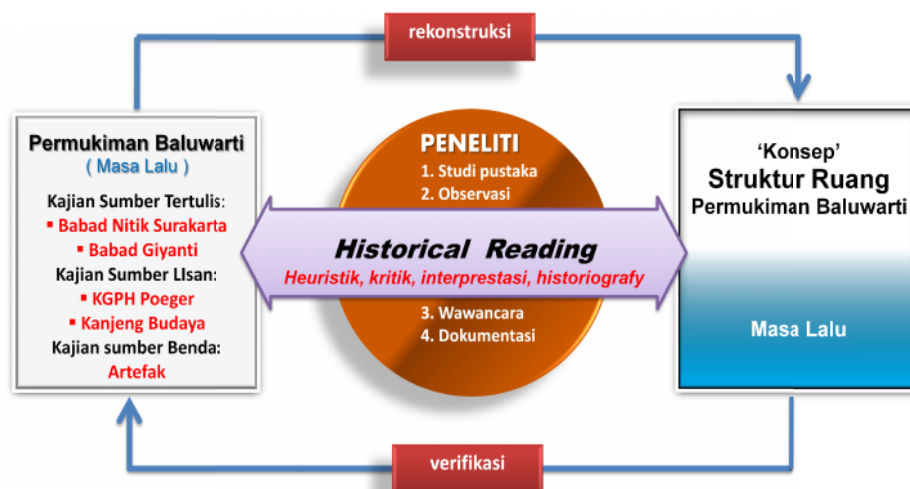 rekonstruksi
Permukiman Baluwarti
( Masa Lalu )
Kajian Sumber Tertulis:
▪ Babad Nitik Surakarta
▪ Babad Giyanti
Kajian Sumber LIsan:
▪ KGPH Poeger
▪ Kanjeng Budaya
Kajian sumber Benda:
Artefak
PENELITI
1. Studi pustaka
2. Observasi
Historical Reading
Heuristik, kritik, interprestasi, historiografy
3. Wawancara
4. Dokumentasi
'Konsep'
Struktur Ruang
Permukiman Baluwarti
Masa Lalu
verifikasi